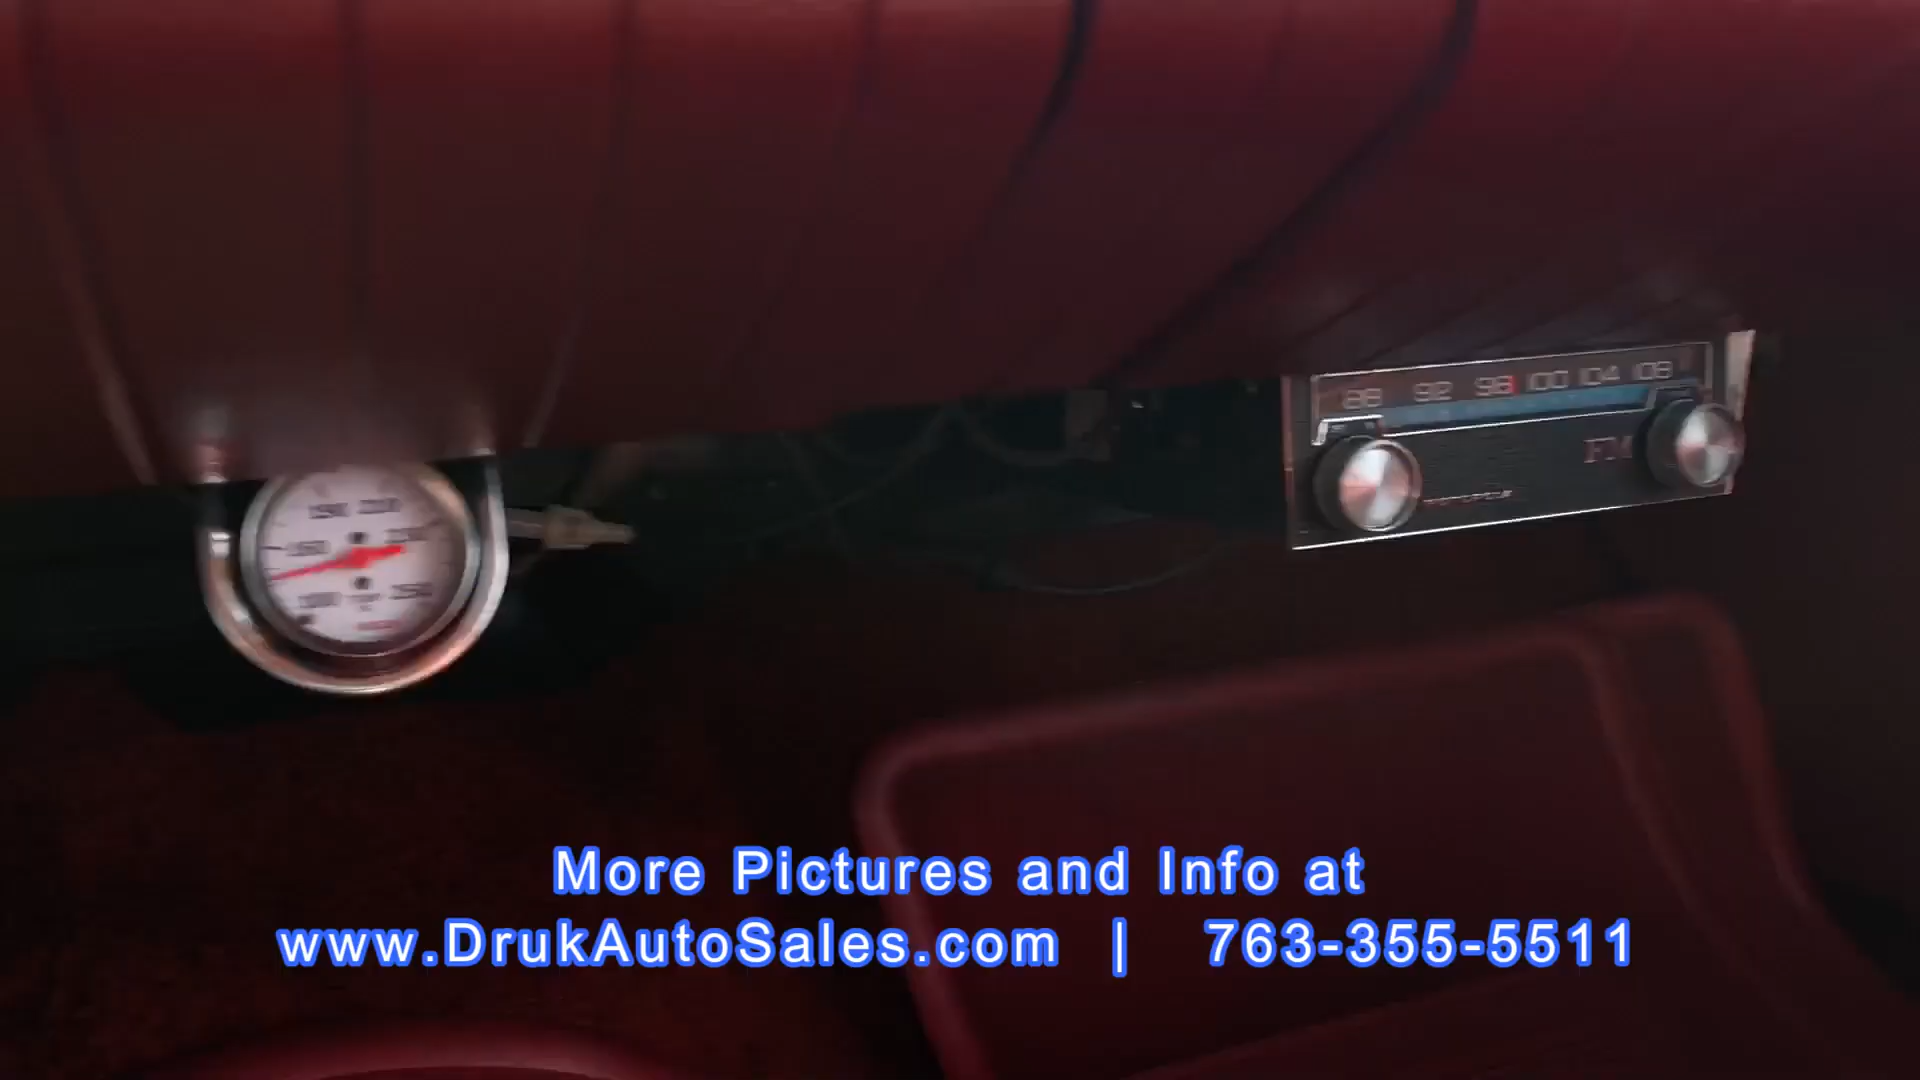 88 92 96 100 104 108
FM
More Pictures and Info at
www.DrukAutoSales.com | 763-355-5511